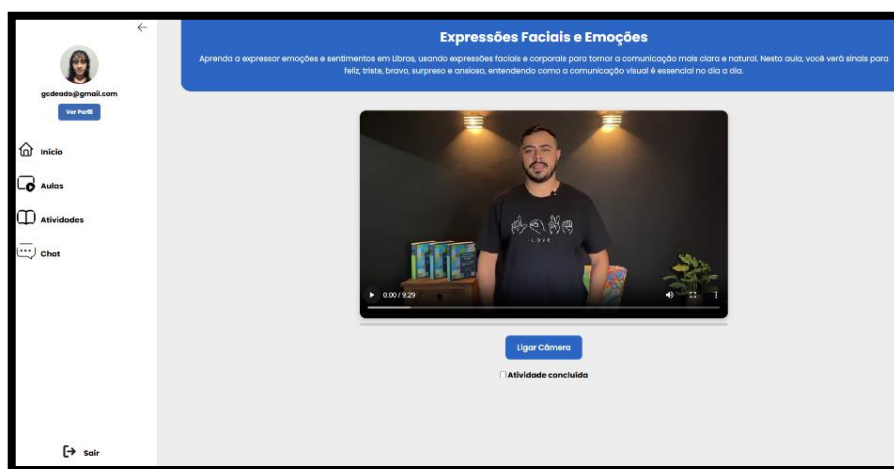 gcdeado@gmail.com
Ver Perfil
Início
Aulas
Atividades
Chat
Sair
Expressões Faciais e Emoções
Aprenda a expressar emoções e sentimentos em Libras, usando expressões faciais e corporais para tornar a comunicação mais clara e natural. Nesta aula, você verá sinais para
feliz, triste, bravo, surpreso e ansioso, entendendo como a comunicação visual é essencial no dia a dia.
LOVE
0:00 / 9:29
Ligar Câmera
Atividade concluída